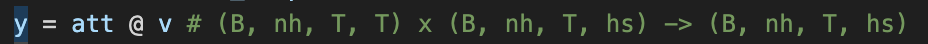 y = att @ v # (B, nh, T, T) x (B, nh, T, hs) -> (B, nh, T, hs)